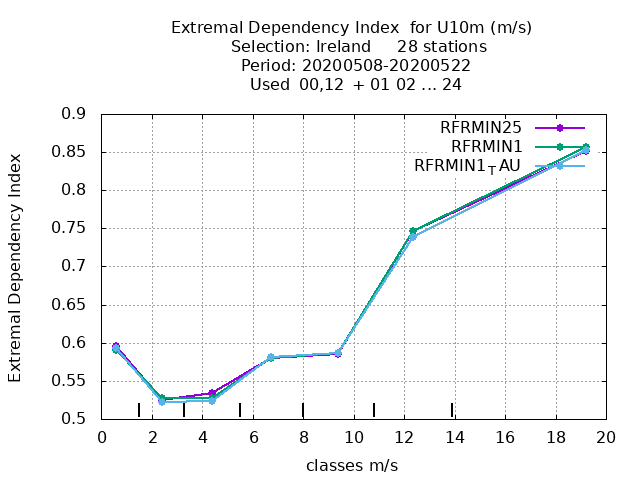 Extremal Dependency Index  for U10m (m/s)
Selection: Ireland     28 stations
Period: 20200508-20200522
Used  00,12  + 01 02 ... 24
RFRMIN25
RFRMIN1
RFRMIN1TAU
Extremal Dependency Index
0.9
0.85
0.8
0.75
0.7
0.65
0.6
0.55
0.5
0 2 4 6 8 10 12 14 16 18 20
classes m/s